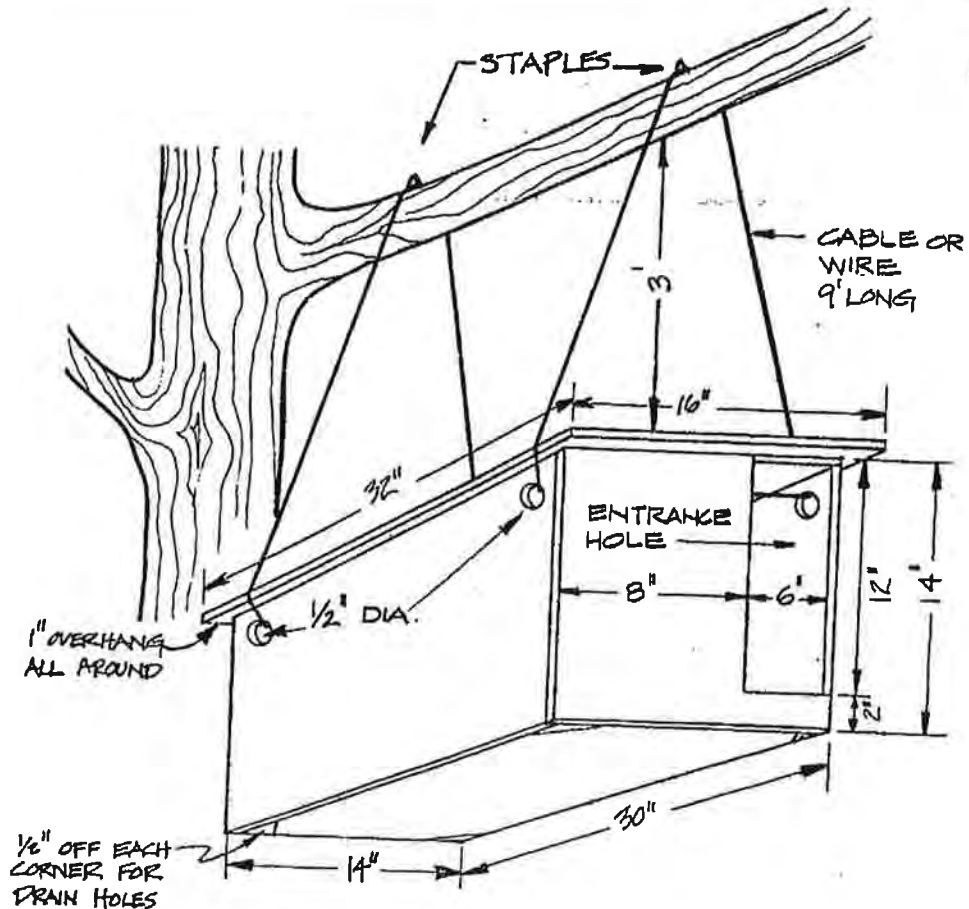 STAPLES
CABLE OR
WIRE
9' LONG
3'
16"
32"
ENTRANCE
HOLE
8"
6"
12"
14"
2"
1/2" DIA.
1" OVERHANG
ALL AROUND
30"
14"
1/2" OFF EACH
CORNER FOR
DRAIN HOLES